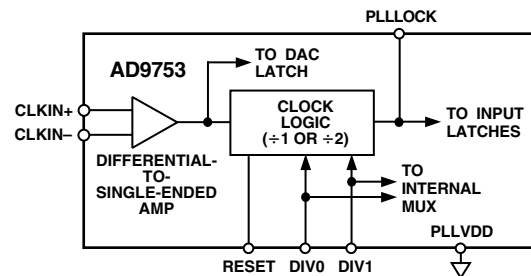 PLLLOCK
AD9753
TO DAC
LATCH
CLKIN+
CLKIN–
CLOCK
LOGIC
(÷1 OR ÷2)
TO INPUT
LATCHES
DIFFERENTIAL-
TO-
SINGLE-ENDED
AMP
TO
INTERNAL
MUX
PLLVDD
RESET
DIV0
DIV1